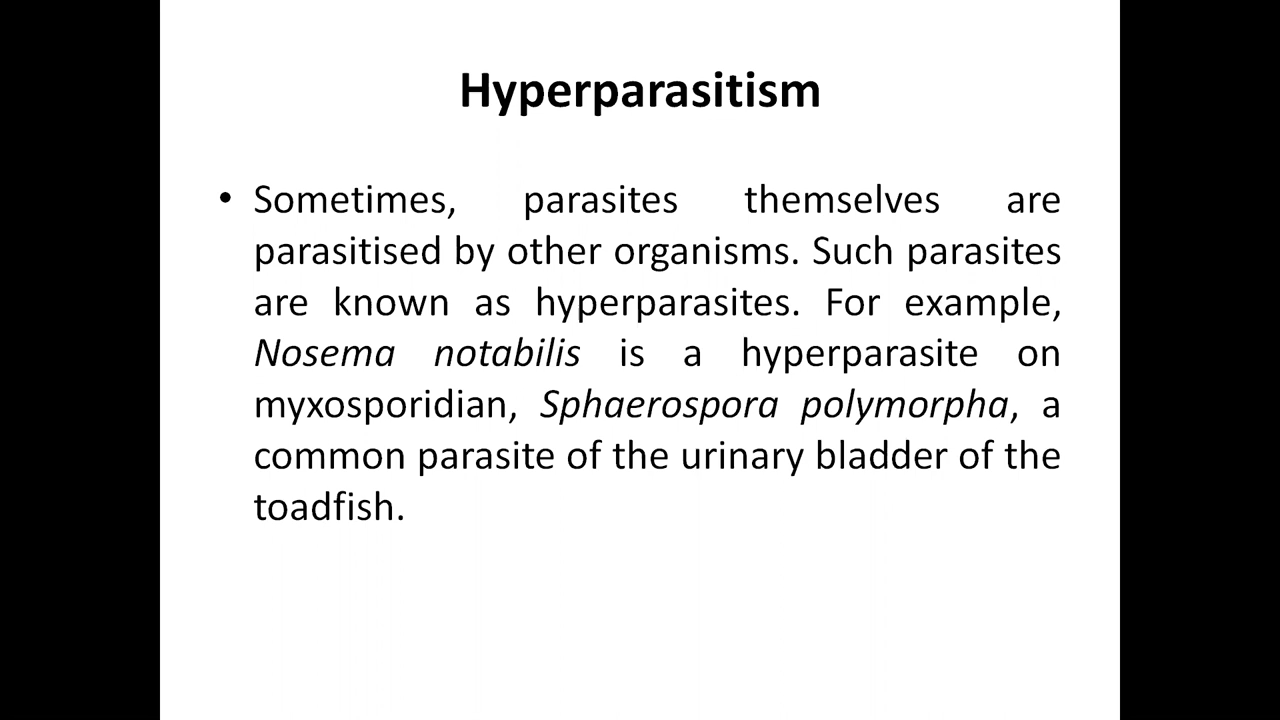 Hyperparasitism
• Sometimes, parasites themselves are
parasitised by other organisms. Such parasites
are known as hyperparasites. For example,
Nosema notabilis is a hyperparasite on
myxosporidian, Sphaerospora polymorpha, a
common parasite of the urinary bladder of the
toadfish.